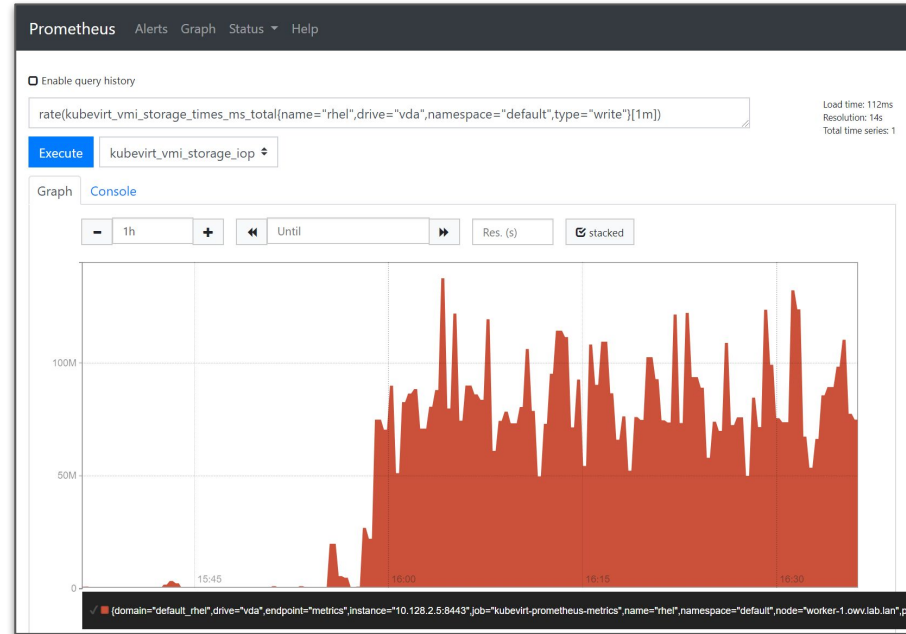 Prometheus Alerts Graph Status Help
Enable query history
rate(kubevirt_vmi_storage_times_ms_total{name="rhel",drive="vda",namespace="default",type="write"}[1m])
Load time: 112ms
Resolution: 14s
Total time series: 1
Execute kubevirt_vmi_storage_iop
Graph Console
1h Until Res. (s) stacked
100M
50M
0
15:45 16:00 16:15 16:30
{domain="default_rhel",drive="vda",endpoint="metrics",instance="10.128.2.5:8443",job="kubevirt-prometheus-metrics",name="rhel",namespace="default",node="worker-1.owv.lab.lan",p